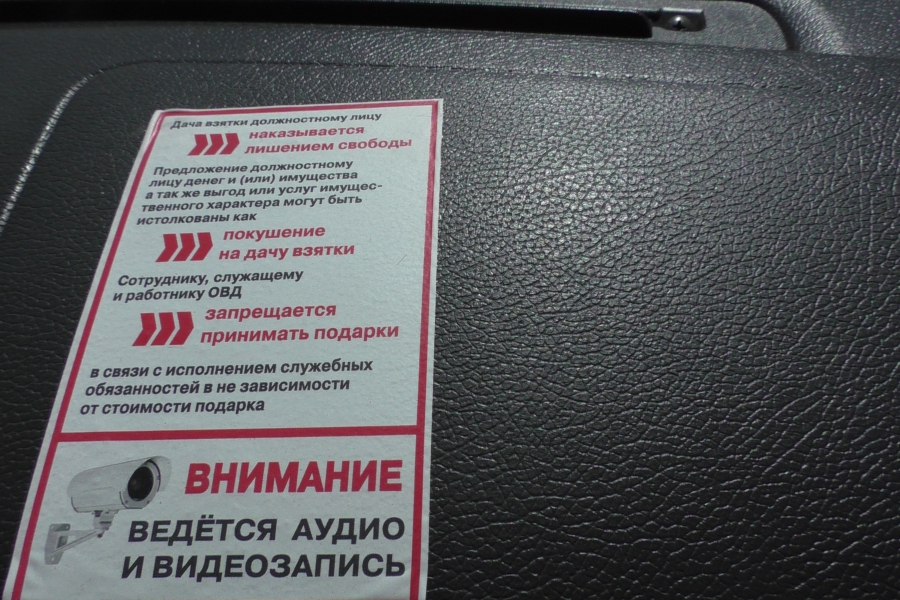 Дача взятки должностному лицу
наказывается
лишением свободы
Предложение должностному
лицу денег и (или) имущества
а так же выгод или услуг имущес-
твенного характера могут быть
истолкованы как
покушение
на дачу взятки
Сотруднику, служащему
и работнику ОВД
запрещается
принимать подарки
в связи с исполнением служебных
обязанностей в не зависимости
от стоимости подарка
ВНИМАНИЕ
ВЕДЁТСЯ АУДИО
И ВИДЕОЗАПИСЬ